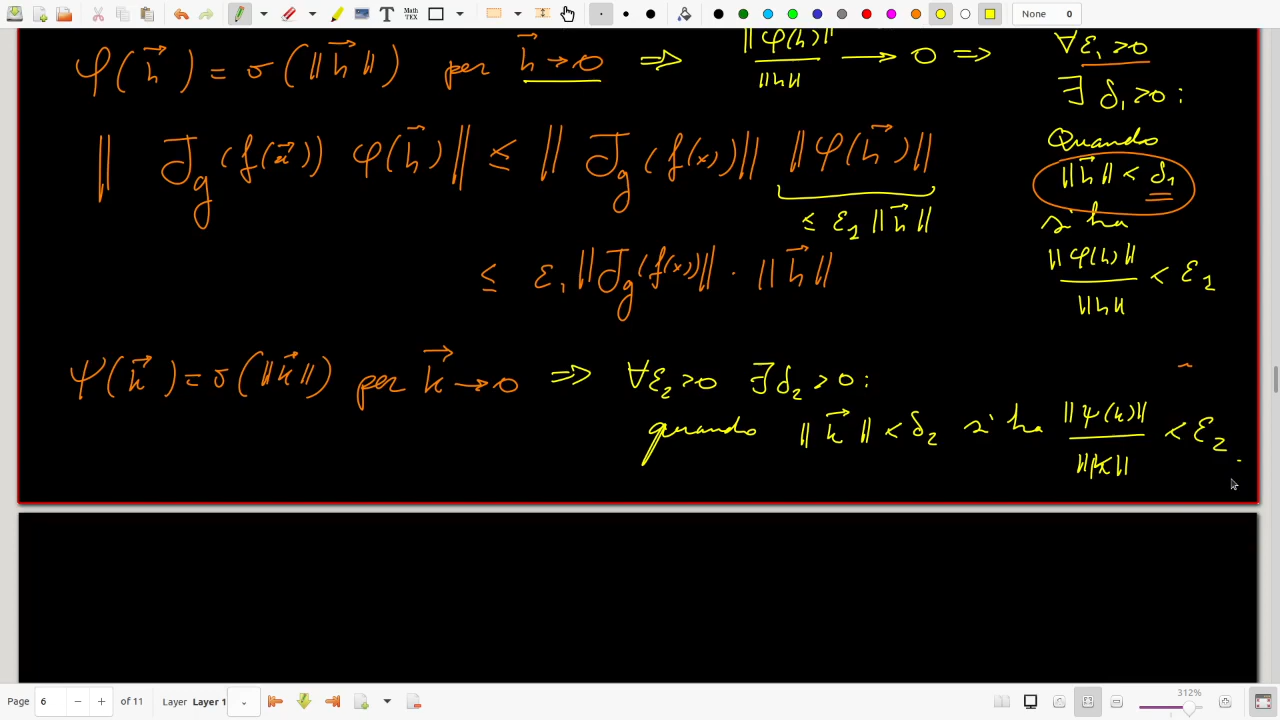 None 0
φ(h⃗) = σ(‖h⃗‖) per h⃗ → 0 ⇒ ‖φ(h)‖ / ‖h‖ → 0 ⇒ ∀ε₁>0
∃ δ₁>0 :
Quando
‖h⃗‖ < δ₁
si ha
‖φ(h)‖ / ‖h‖ < ε₁
‖ J_g (f(x⃗)) φ(h⃗) ‖ ≤ ‖ J_g (f(x)) ‖ ‖φ(h⃗)‖
≤ ε₁ ‖h⃗‖
≤ ε₁ ‖J_g (f(x))‖ · ‖h⃗‖
ψ(k⃗) = σ(‖k⃗‖) per k⃗ → 0 ⇒ ∀ε₂>0 ∃δ₂>0 :
quando ‖k⃗‖ < δ₂ si ha ‖ψ(k)‖ / ‖k‖ < ε₂.
Page 6 of 11 Layer Layer 1 312%